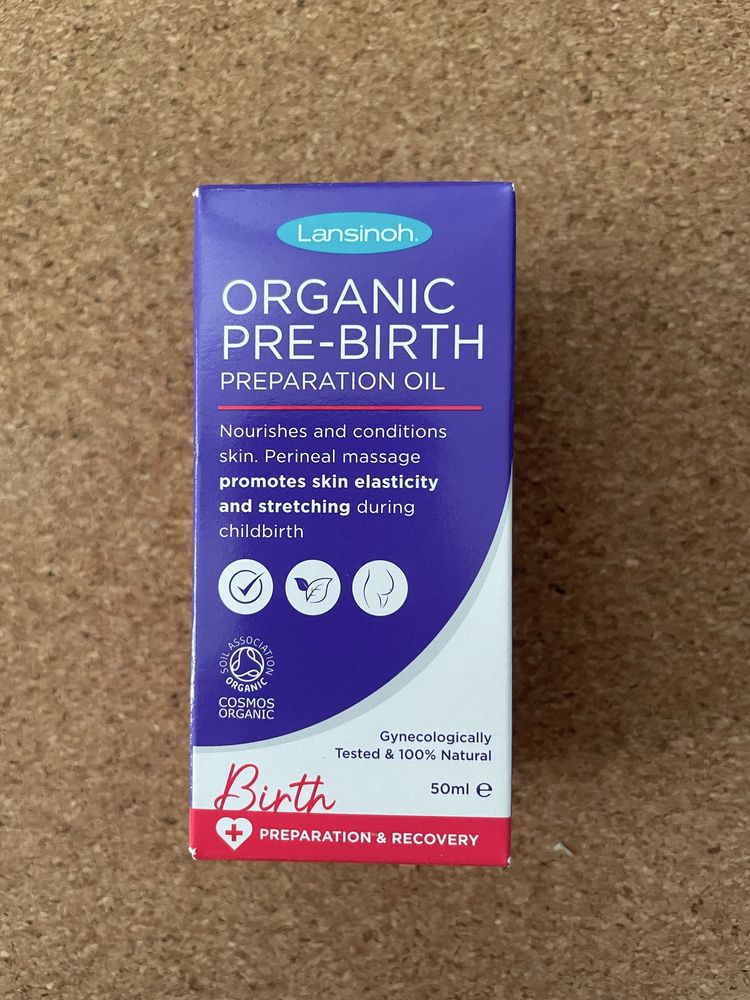 Lansinoh®
ORGANIC
PRE-BIRTH
PREPARATION OIL
Nourishes and conditions
skin. Perineal massage
promotes skin elasticity
and stretching during
childbirth
SOIL ASSOCIATION
ORGANIC
COSMOS
ORGANIC
Gynecologically
Tested & 100% Natural
50ml ℮
Birth
PREPARATION & RECOVERY